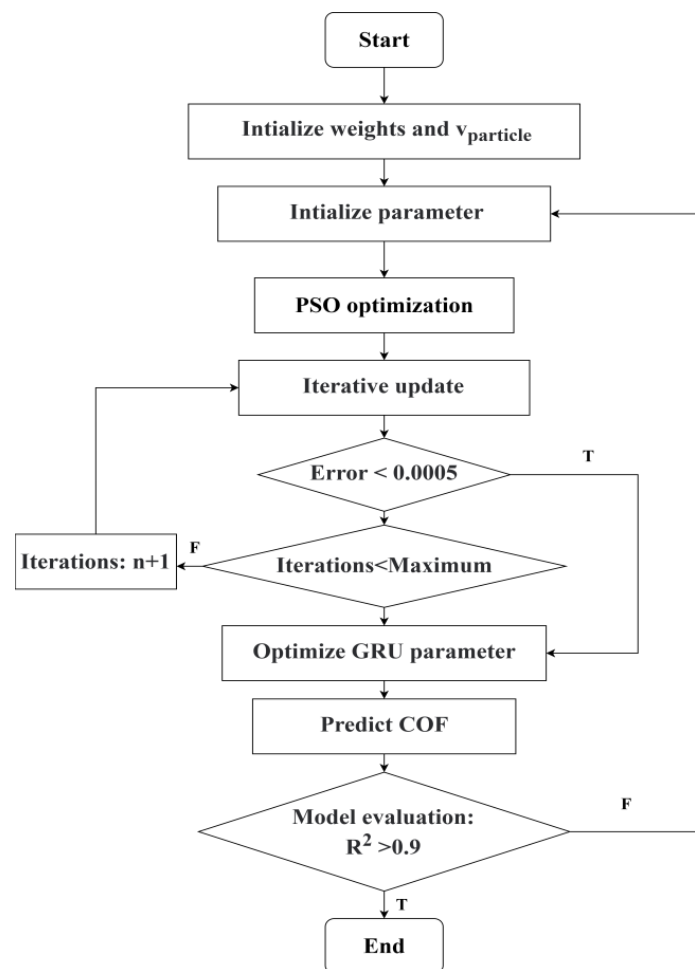 Start
Intialize weights and v_particle
Intialize parameter
PSO optimization
Iterative update
Error < 0.0005
T
Iterations: n+1
F
Iterations<Maximum
Optimize GRU parameter
Predict COF
Model evaluation:
R² >0.9
F
T
End